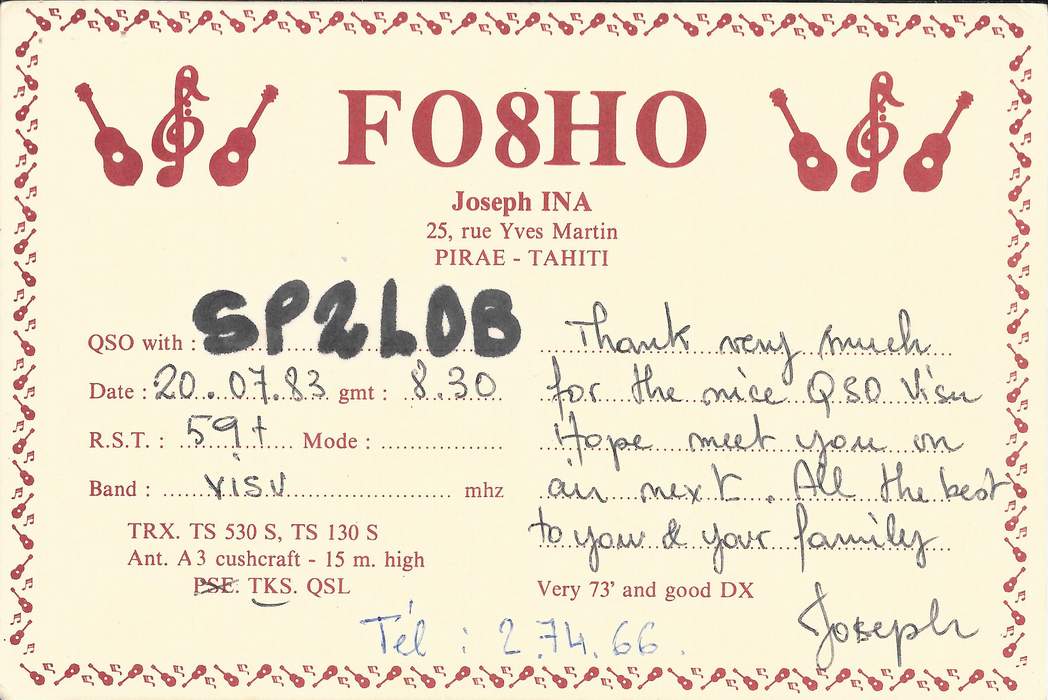 FO8HO
Joseph INA
25, rue Yves Martin
PIRAE - TAHITI
QSO with : SP2LDB
Date : 20.07.83 gmt : 8.30
R.S.T. : 59+ Mode :
Band : VISU mhz
TRX. TS 530 S, TS 130 S
Ant. A3 cushcraft - 15 m. high
PSE. TKS. QSL
Thank very much
for the nice QSO Visu
Hope meet you on
air next. All the best
to you & your family
Very 73' and good DX
Joseph
Tél : 2.74.66.